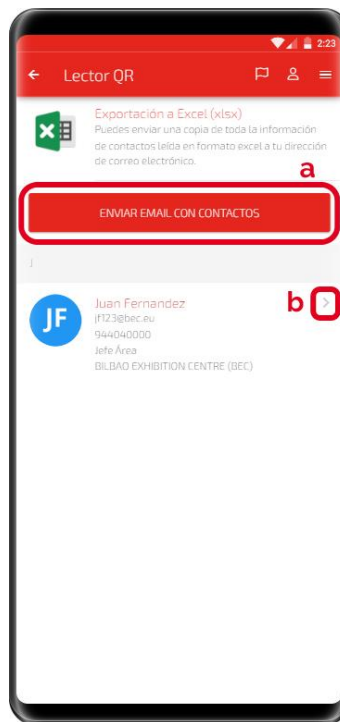 2:23
Lector QR
Exportación a Excel (xlsx)
Puedes enviar una copia de toda la información
de contactos leída en formato excel a tu dirección
de correo electrónico.
a
ENVIAR EMAIL CON CONTACTOS
J
JF
Juan Fernandez
b
jf123@bec.eu
944040000
Jefe Área
BILBAO EXHIBITION CENTRE (BEC)